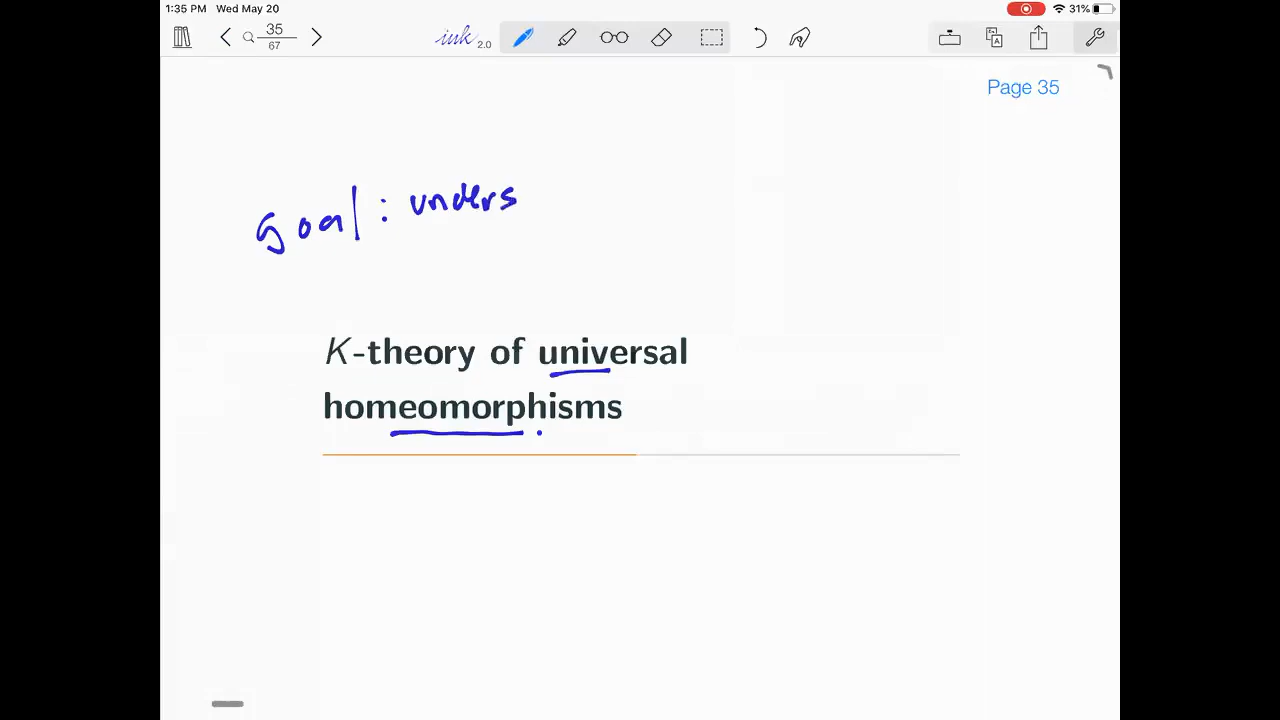 1:35 PM Wed May 20
31%
35
67
ink 2.0
Page 35
goal: unders
K-theory of universal
homeomorphisms